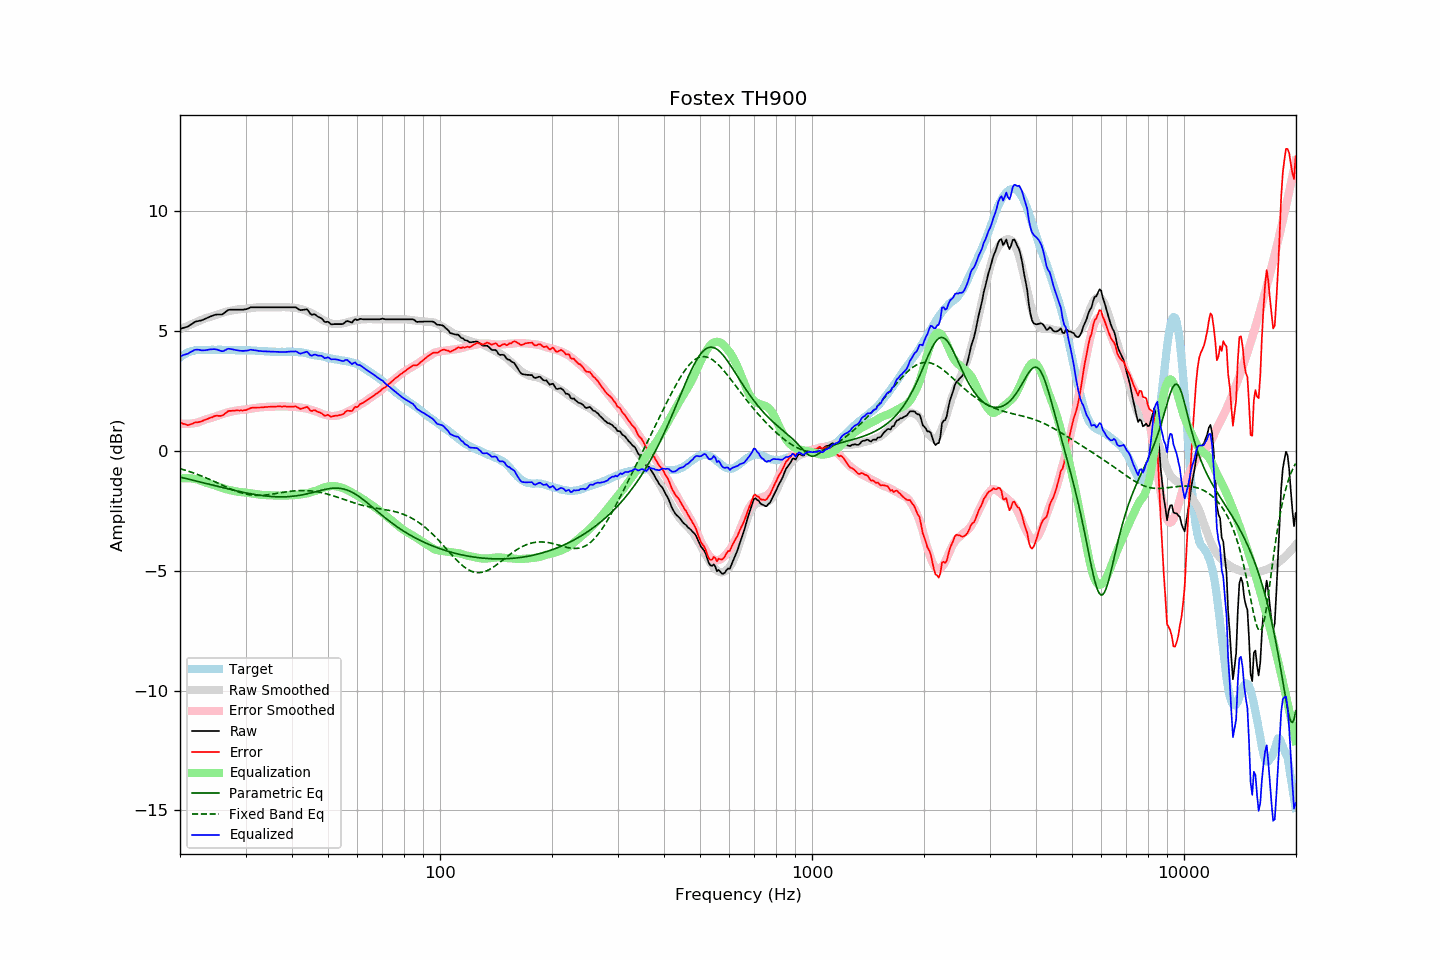 Fostex TH900
Amplitude (dBr)
10
5
0
−5
−10
−15
Target
Raw Smoothed
Error Smoothed
Raw
Error
Equalization
Parametric Eq
Fixed Band Eq
Equalized
100 1000 10000
Frequency (Hz)